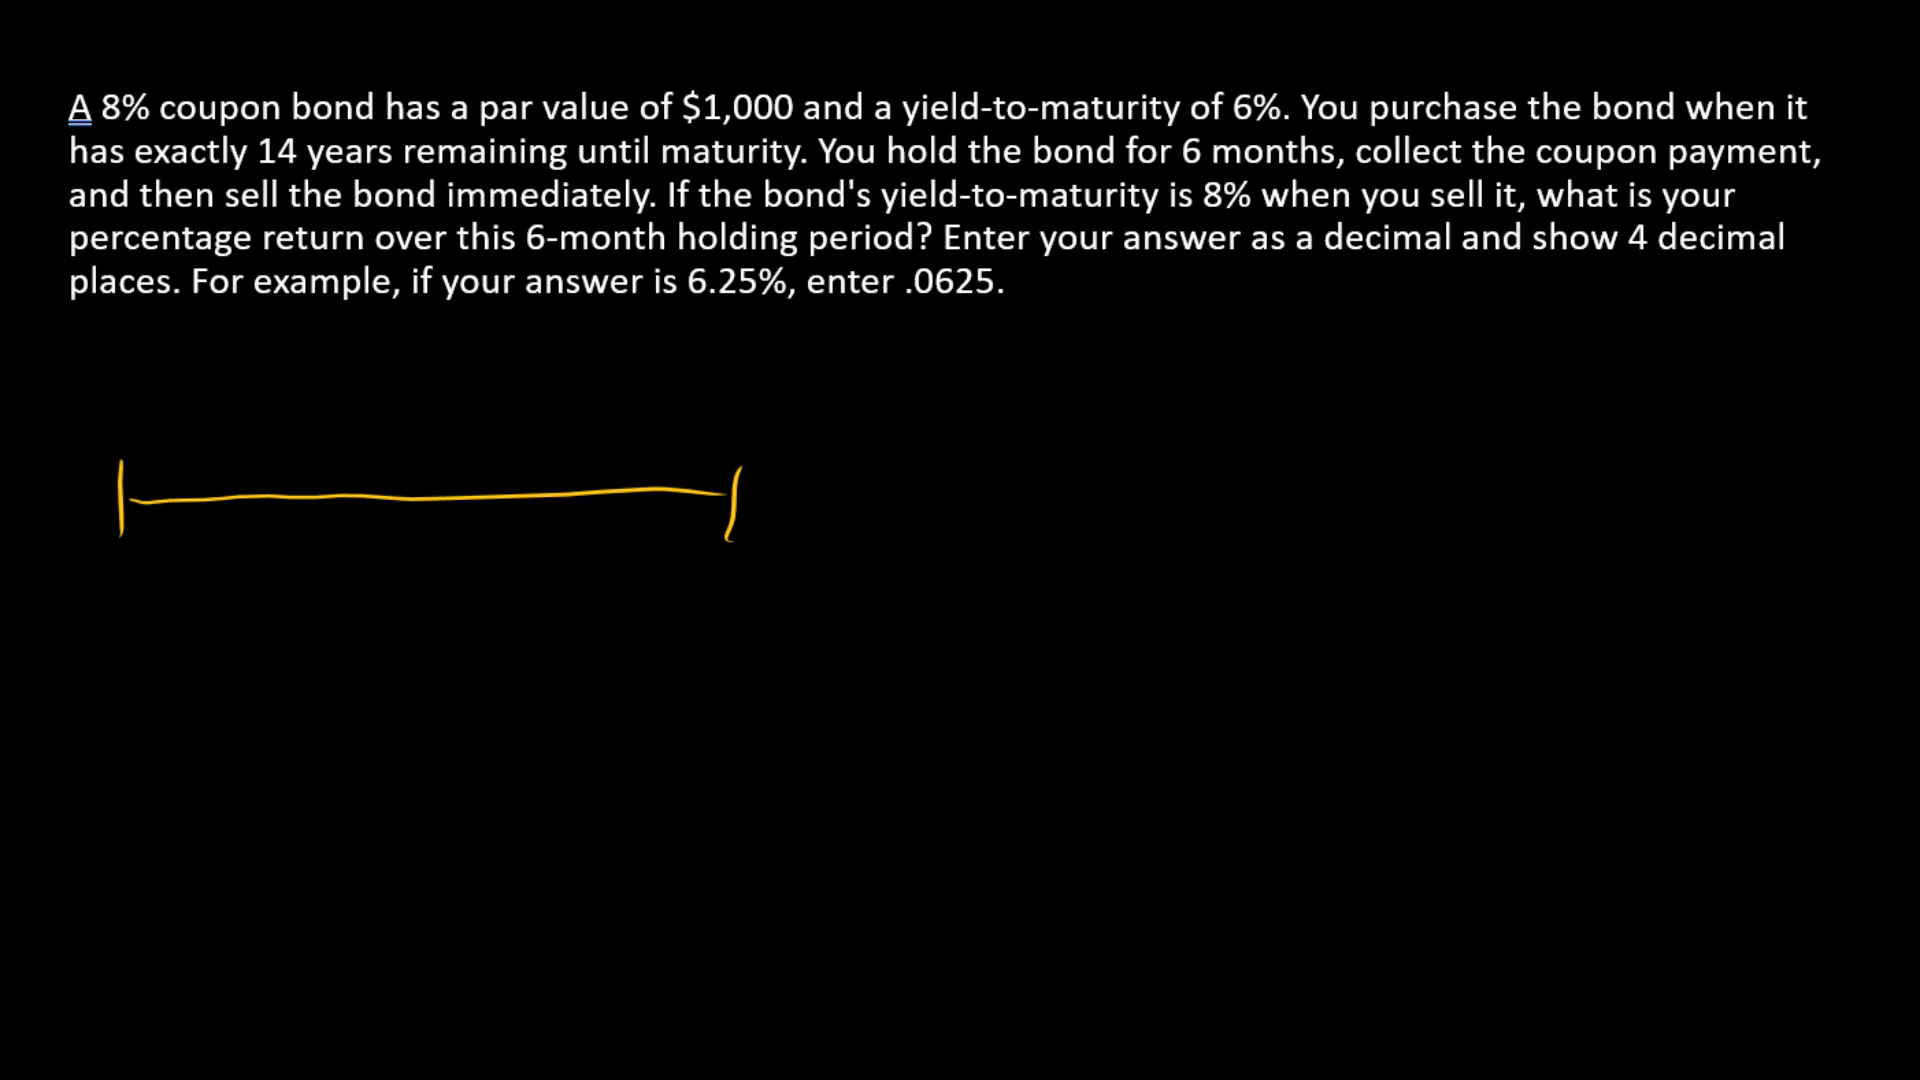 A 8% coupon bond has a par value of $1,000 and a yield-to-maturity of 6%. You purchase the bond when it
has exactly 14 years remaining until maturity. You hold the bond for 6 months, collect the coupon payment,
and then sell the bond immediately. If the bond's yield-to-maturity is 8% when you sell it, what is your
percentage return over this 6-month holding period? Enter your answer as a decimal and show 4 decimal
places. For example, if your answer is 6.25%, enter .0625.